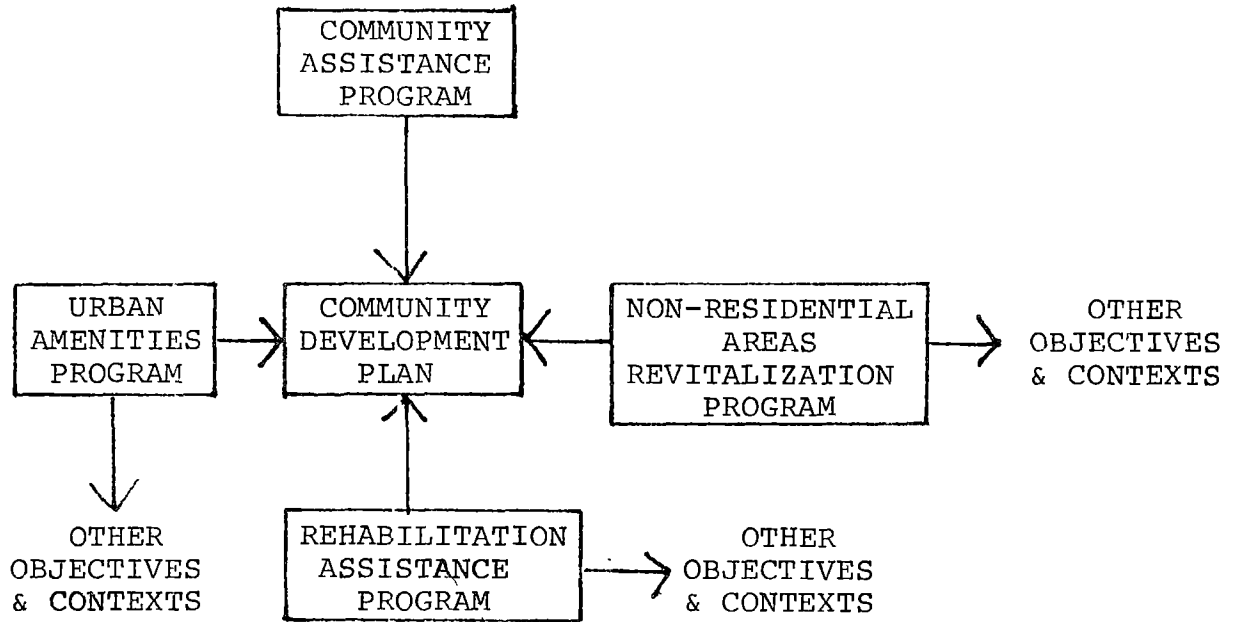 COMMUNITY
ASSISTANCE
PROGRAM
URBAN
AMENITIES
PROGRAM
COMMUNITY
DEVELOPMENT
PLAN
NON-RESIDENTIAL
AREAS
REVITALIZATION
PROGRAM
OTHER
OBJECTIVES
& CONTEXTS
OTHER
OBJECTIVES
& CONTEXTS
REHABILITATION
ASSISTANCE
PROGRAM
OTHER
OBJECTIVES
& CONTEXTS